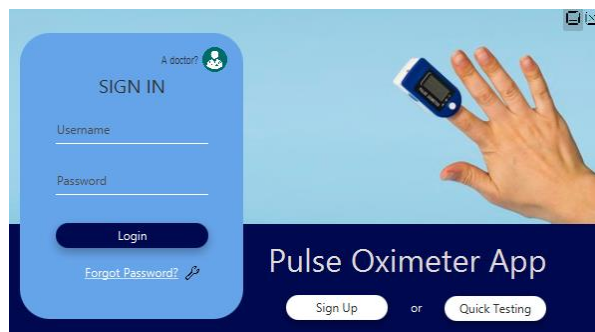 A doctor?
SIGN IN
Username
Password
Login
Forgot Password?
Pulse Oximeter App
Sign Up or Quick Testing